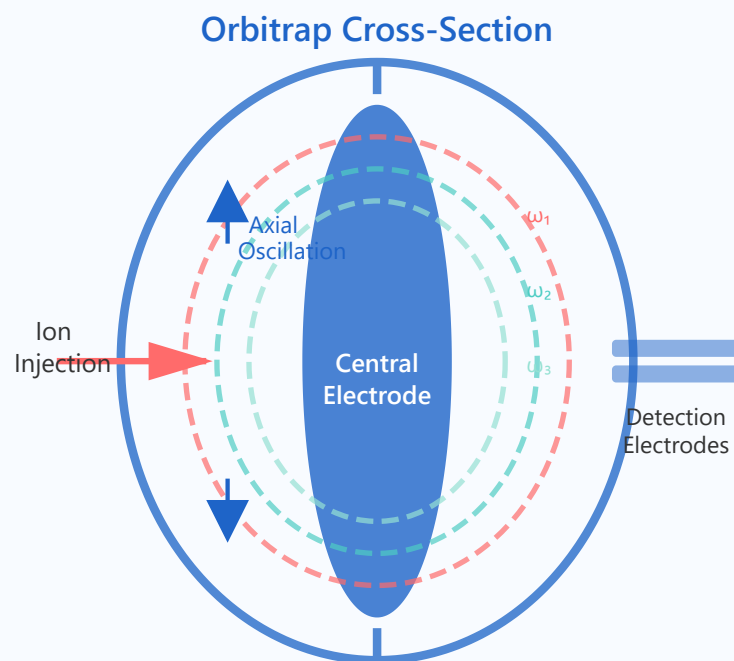 Orbitrap Cross-Section
ω₁
Axial
Oscillation
ω₂
Ion
Injection
Central
Electrode
ω₃
Detection
Electrodes